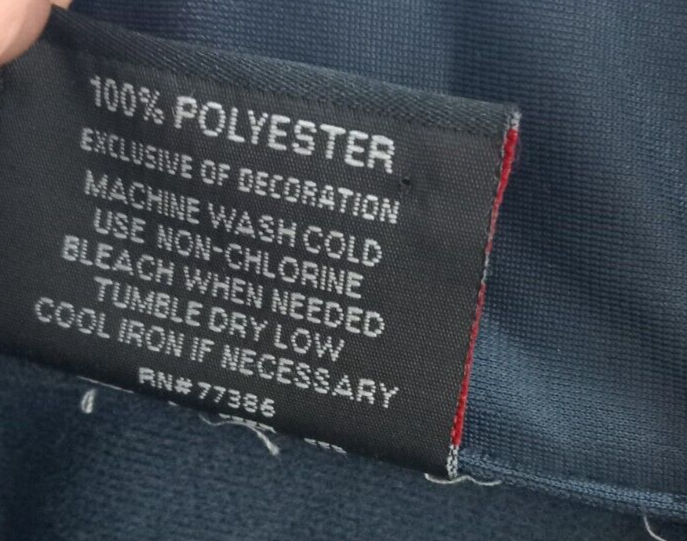 100% POLYESTER
EXCLUSIVE OF DECORATION
MACHINE WASH COLD
USE NON-CHLORINE
BLEACH WHEN NEEDED
TUMBLE DRY LOW
COOL IRON IF NECESSARY
RN# 77386